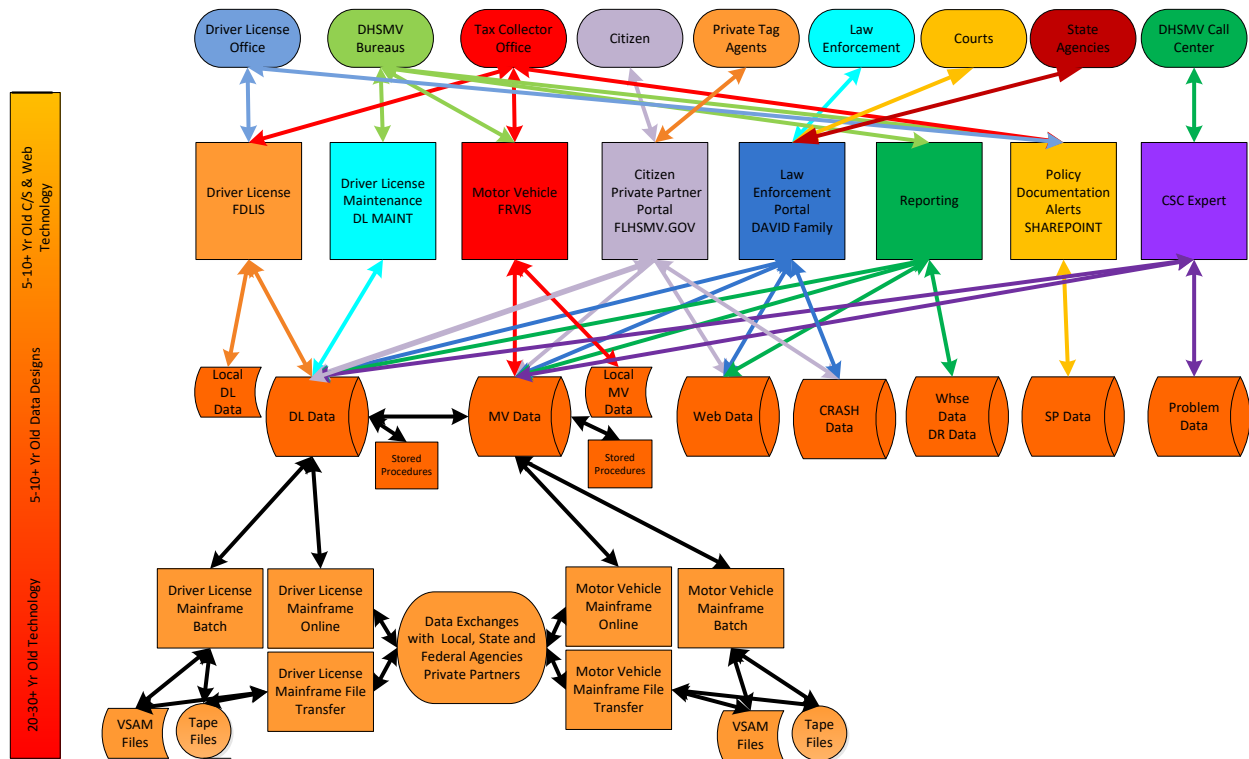 Driver License
Office
DHSMV
Bureaus
Tax Collector
Office
Citizen
Private Tag
Agents
Law
Enforcement
Courts
State
Agencies
DHSMV Call
Center
5-10+ Yr Old C/S & Web
Technology
5-10+ Yr Old Data Designs
20-30+ Yr Old Technology
Driver License
FDLIS
Driver License
Maintenance
DL MAINT
Motor Vehicle
FRVIS
Citizen
Private Partner
Portal
FLHSMV.GOV
Law
Enforcement
Portal
DAVID Family
Reporting
Policy
Documentation
Alerts
SHAREPOINT
CSC Expert
Local
DL
Data
DL Data
Stored
Procedures
MV Data
Local
MV
Data
Stored
Procedures
Web Data
CRASH
Data
Whse
Data
DR Data
SP Data
Problem
Data
Driver License
Mainframe
Batch
Driver License
Mainframe
Online
Driver License
Mainframe File
Transfer
Data Exchanges
with Local, State and
Federal Agencies
Private Partners
Motor Vehicle
Mainframe
Online
Motor Vehicle
Mainframe File
Transfer
Motor Vehicle
Mainframe
Batch
VSAM
Files
Tape
Files
VSAM
Files
Tape
Files